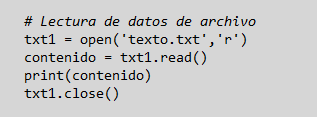 # Lectura de datos de archivo
txt1 = open('texto.txt','r')
contenido = txt1.read()
print(contenido)
txt1.close()